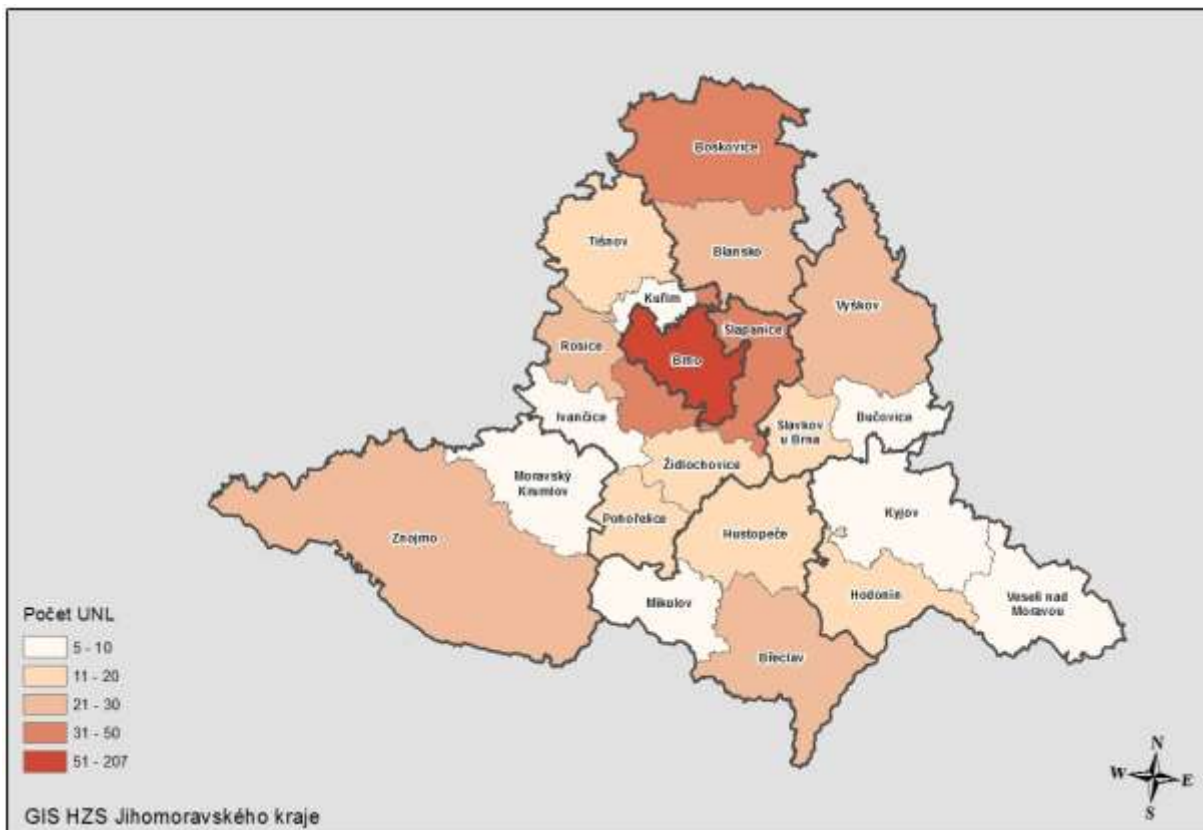 Boskovice
Tišnov
Blansko
Kuřim
Vyškov
Šlapanice
Rosice
Brno
Ivančice
Slavkov
u Brna
Bučovice
Židlochovice
Moravský
Krumlov
Pohořelice
Kyjov
Znojmo
Hustopeče
Mikulov
Hodonín
Veselí nad
Moravou
Břeclav
Počet UNL
5 - 10
11 - 20
21 - 30
31 - 50
51 - 207
N
W
E
S
GIS HZS Jihomoravského kraje